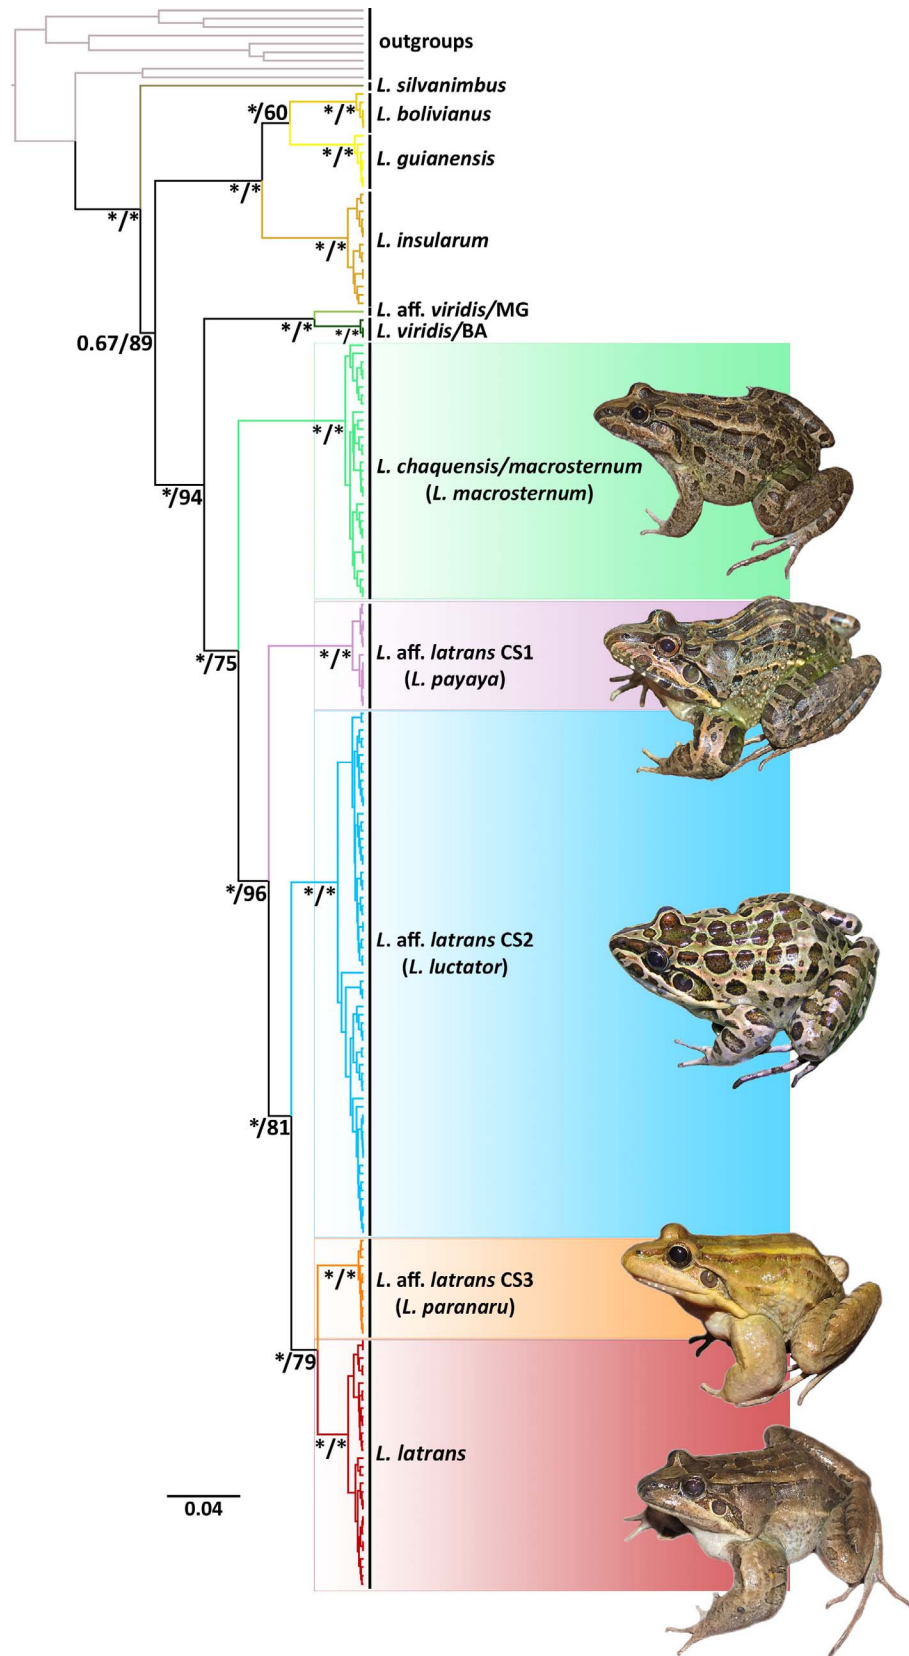 outgroups
L. silvanimbus
*/60
*/*
L. bolivianus
*/*
L. guianensis
*/*
*/*
*/*
L. insularum
L. aff. viridis/MG
*/*
*/*
L. viridis/BA
0.67/89
*/*
L. chaquensis/macrosternum
(L. macrosternum)
*/94
*/75
*/*
L. aff. latrans CS1
(L. payaya)
*/96
*/*
L. aff. latrans CS2
(L. luctator)
*/81
*/*
L. aff. latrans CS3
(L. paranaru)
*/79
*/*
L. latrans
0.04